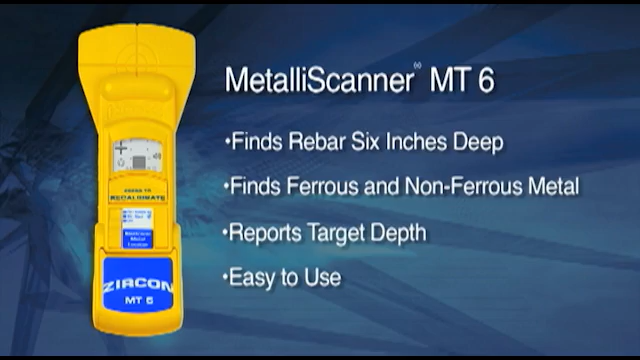 MetalliScanner® MT 6
•Finds Rebar Six Inches Deep
•Finds Ferrous and Non-Ferrous Metal
•Reports Target Depth
•Easy to Use
RECALIBRATE
ZIRCON
MT 6